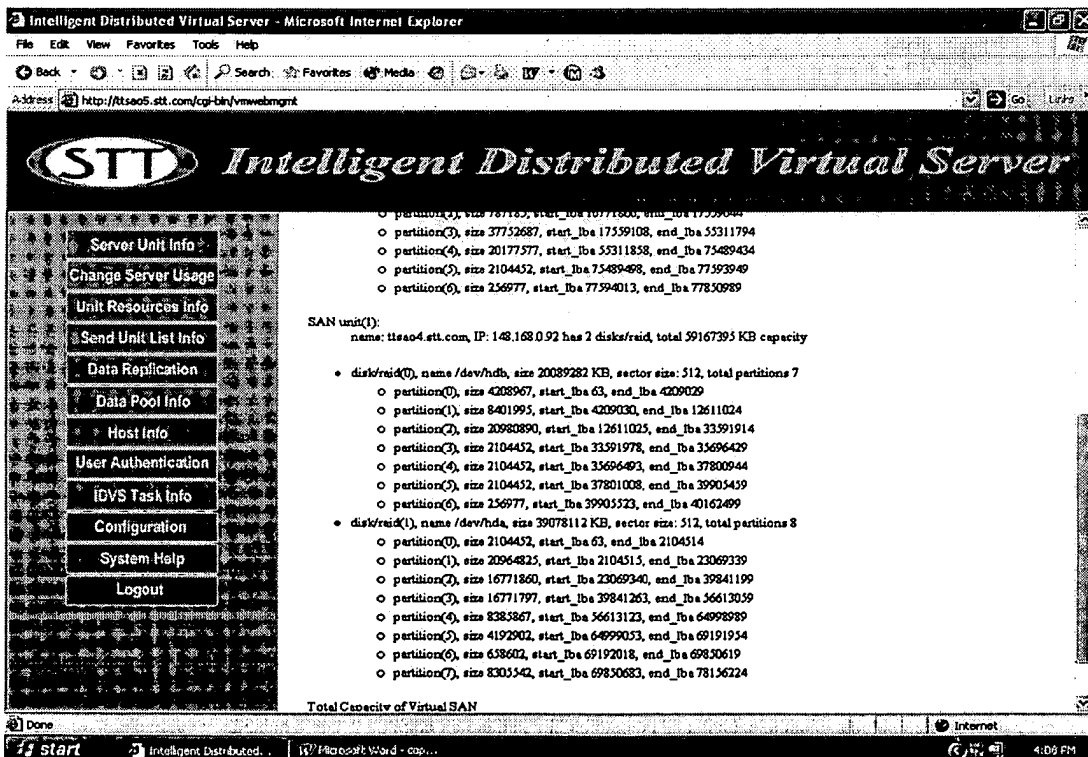 Intelligent Distributed Virtual Server - Microsoft Internet Explorer
File Edit View Favorites Tools Help
Back Search Favorites Media
Address http://ttsao5.stt.com/cgi-bin/vmwebmgmt Go Links
STT Intelligent Distributed Virtual Server
Server Unit Info
Change Server Usage
Unit Resources Info
Send Unit List Info
Data Replication
Data Pool Info
Host Info
User Authentication
IDVS Task Info
Configuration
System Help
Logout
partition(2), size 787185, start_lba 16771860, end_lba 17559044
partition(3), size 37752687, start_lba 17559108, end_lba 55311794
partition(4), size 20177577, start_lba 55311858, end_lba 75489434
partition(5), size 2104452, start_lba 75489498, end_lba 77593949
partition(6), size 256977, start_lba 77594013, end_lba 77850989
SAN unit(1):
name: ttsao4.stt.com, IP: 148.168.0.92 has 2 disks/raid, total 59167395 KB capacity
disk/raid(0), name /dev/hdb, size 20089282 KB, sector size: 512, total partitions 7
partition(0), size 4208967, start_lba 63, end_lba 4209029
partition(1), size 8401995, start_lba 4209030, end_lba 12611024
partition(2), size 20980890, start_lba 12611025, end_lba 33591914
partition(3), size 2104452, start_lba 33591978, end_lba 35696429
partition(4), size 2104452, start_lba 35696493, end_lba 37800944
partition(5), size 2104452, start_lba 37801008, end_lba 39905459
partition(6), size 256977, start_lba 39905523, end_lba 40162499
disk/raid(1), name /dev/hda, size 39078112 KB, sector size: 512, total partitions 8
partition(0), size 2104452, start_lba 63, end_lba 2104514
partition(1), size 20964825, start_lba 2104515, end_lba 23069339
partition(2), size 16771860, start_lba 23069340, end_lba 39841199
partition(3), size 16771797, start_lba 39841263, end_lba 56613059
partition(4), size 8385867, start_lba 56613123, end_lba 64998989
partition(5), size 4192902, start_lba 64999053, end_lba 69191954
partition(6), size 658602, start_lba 69192018, end_lba 69850619
partition(7), size 8305542, start_lba 69850683, end_lba 78156224
Total Capacity of Virtual SAN
Done Internet
start Intelligent Distributed... Microsoft Word - cap... 4:08 PM